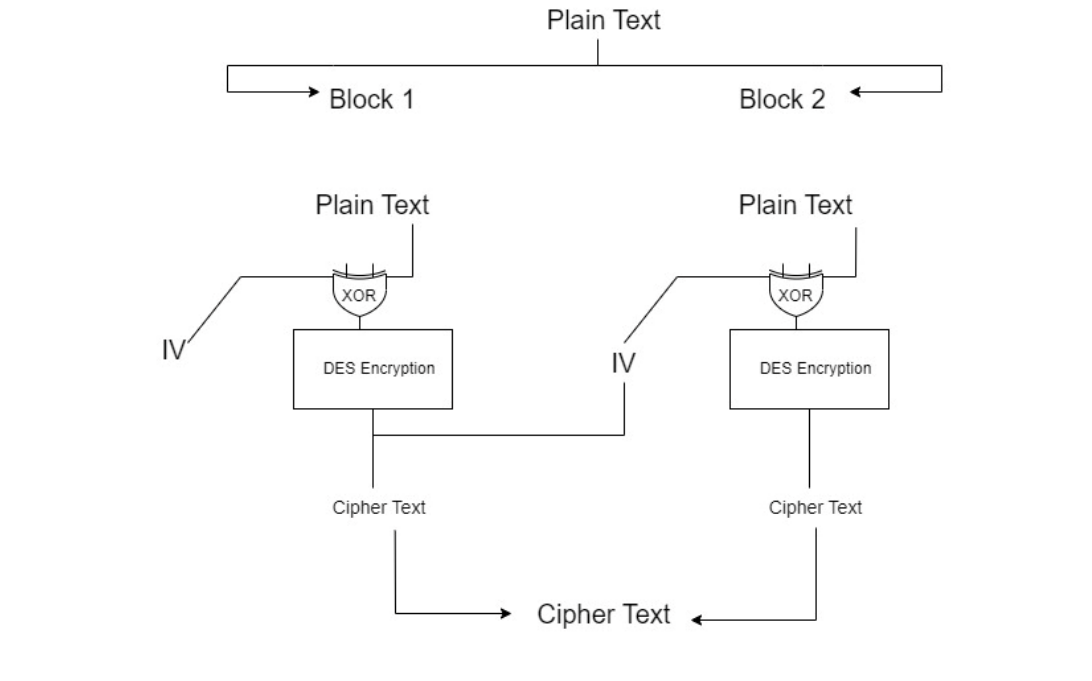 Plain Text
Block 1
Block 2
Plain Text
Plain Text
XOR
XOR
IV
IV
DES Encryption
DES Encryption
Cipher Text
Cipher Text
Cipher Text